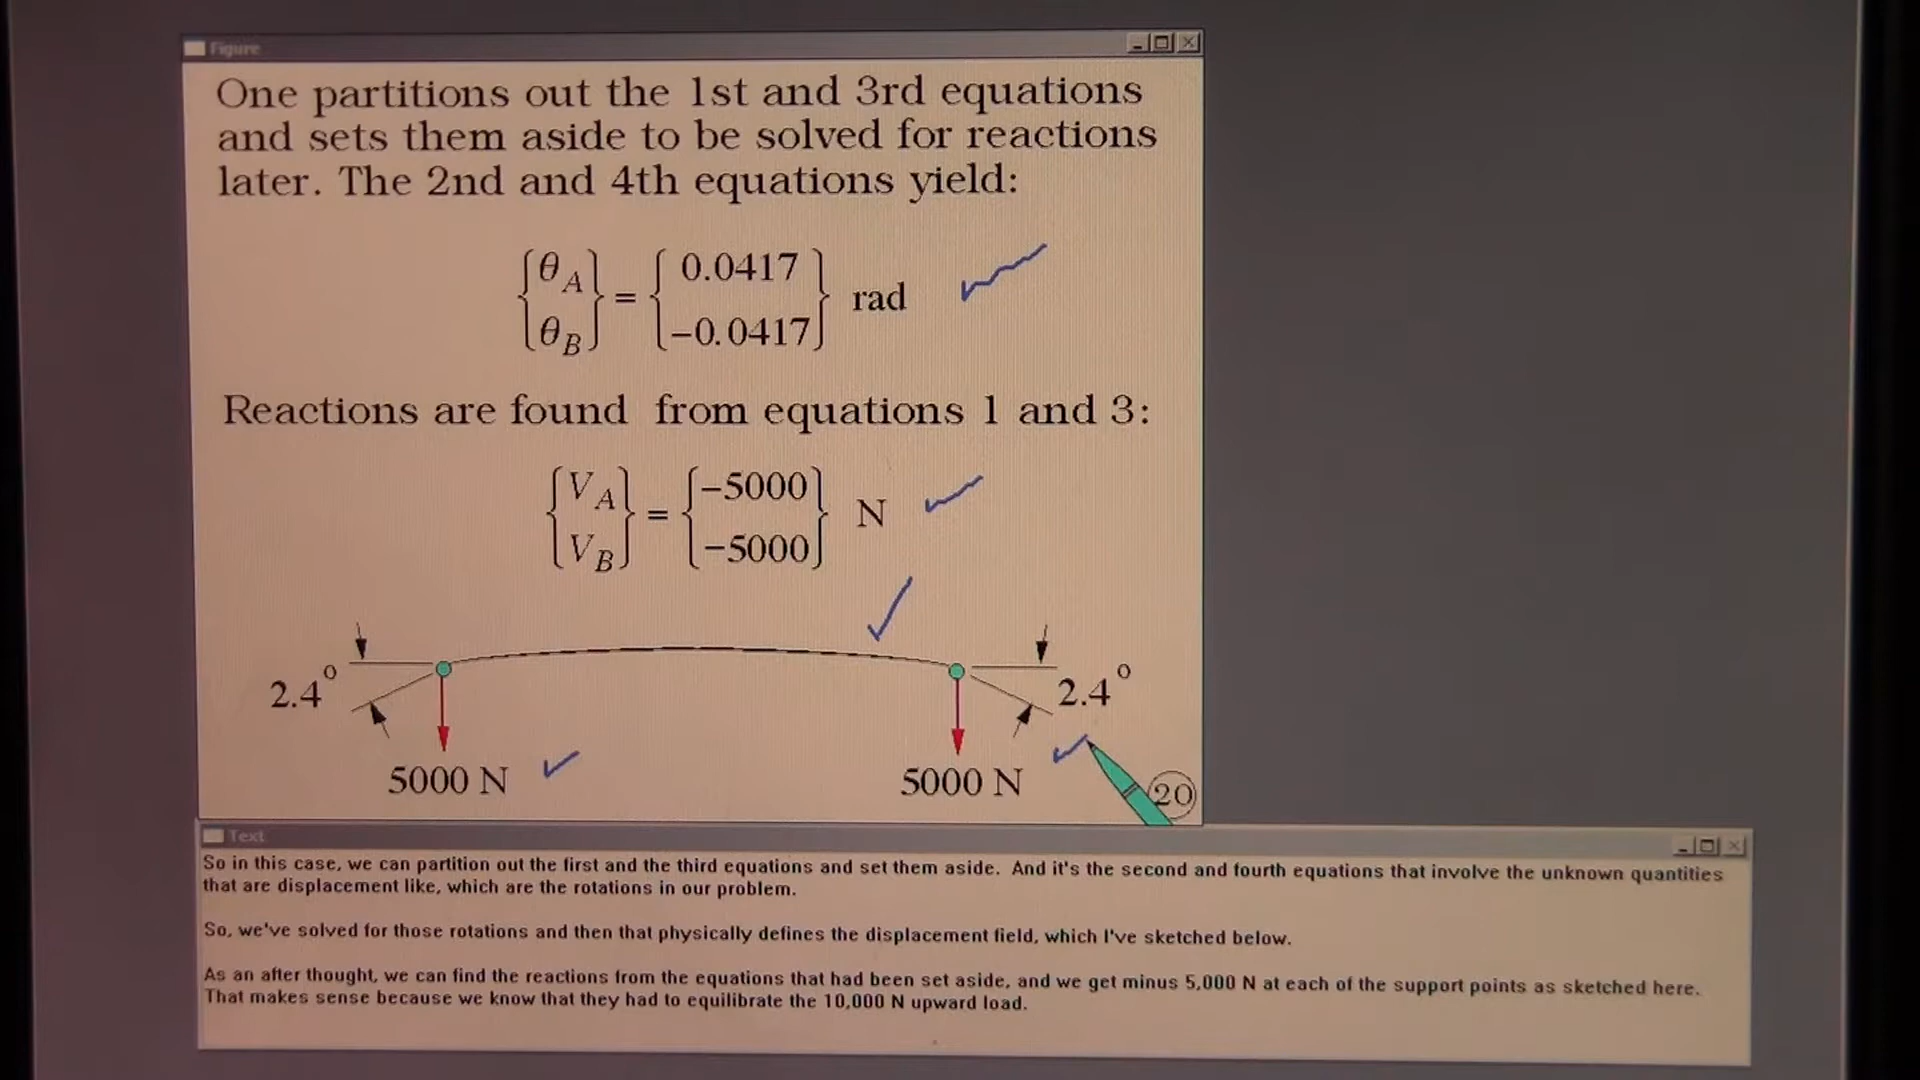 Figure
One partitions out the 1st and 3rd equations
and sets them aside to be solved for reactions
later. The 2nd and 4th equations yield:
{θA θB} = {0.0417 −0.0417} rad
Reactions are found from equations 1 and 3:
{VA VB} = {−5000 −5000} N
2.4° 2.4°
5000 N 5000 N
20
Text
So in this case, we can partition out the first and the third equations and set them aside. And it's the second and fourth equations that involve the unknown quantities
that are displacement like, which are the rotations in our problem.
So, we've solved for those rotations and then that physically defines the displacement field, which I've sketched below.
As an after thought, we can find the reactions from the equations that had been set aside, and we get minus 5,000 N at each of the support points as sketched here.
That makes sense because we know that they had to equilibrate the 10,000 N upward load.